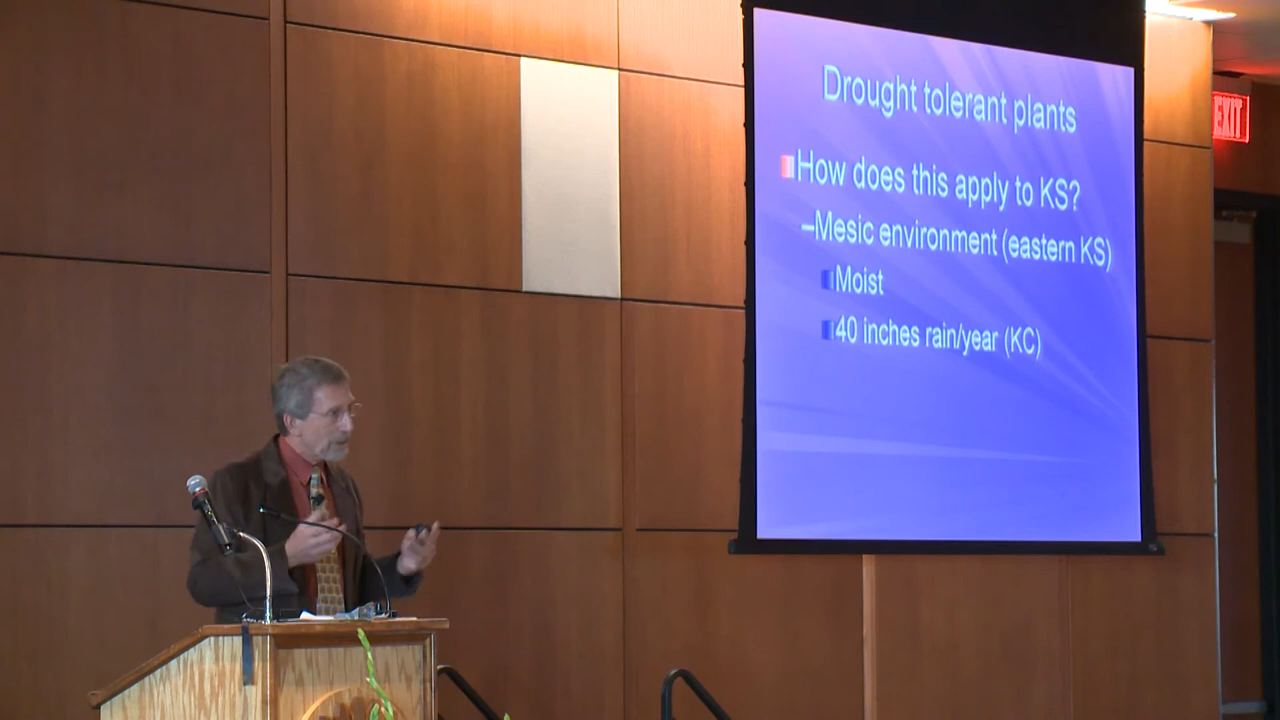 Drought tolerant plants
How does this apply to KS?
–Mesic environment (eastern KS)
Moist
40 inches rain/year (KC)
EXIT